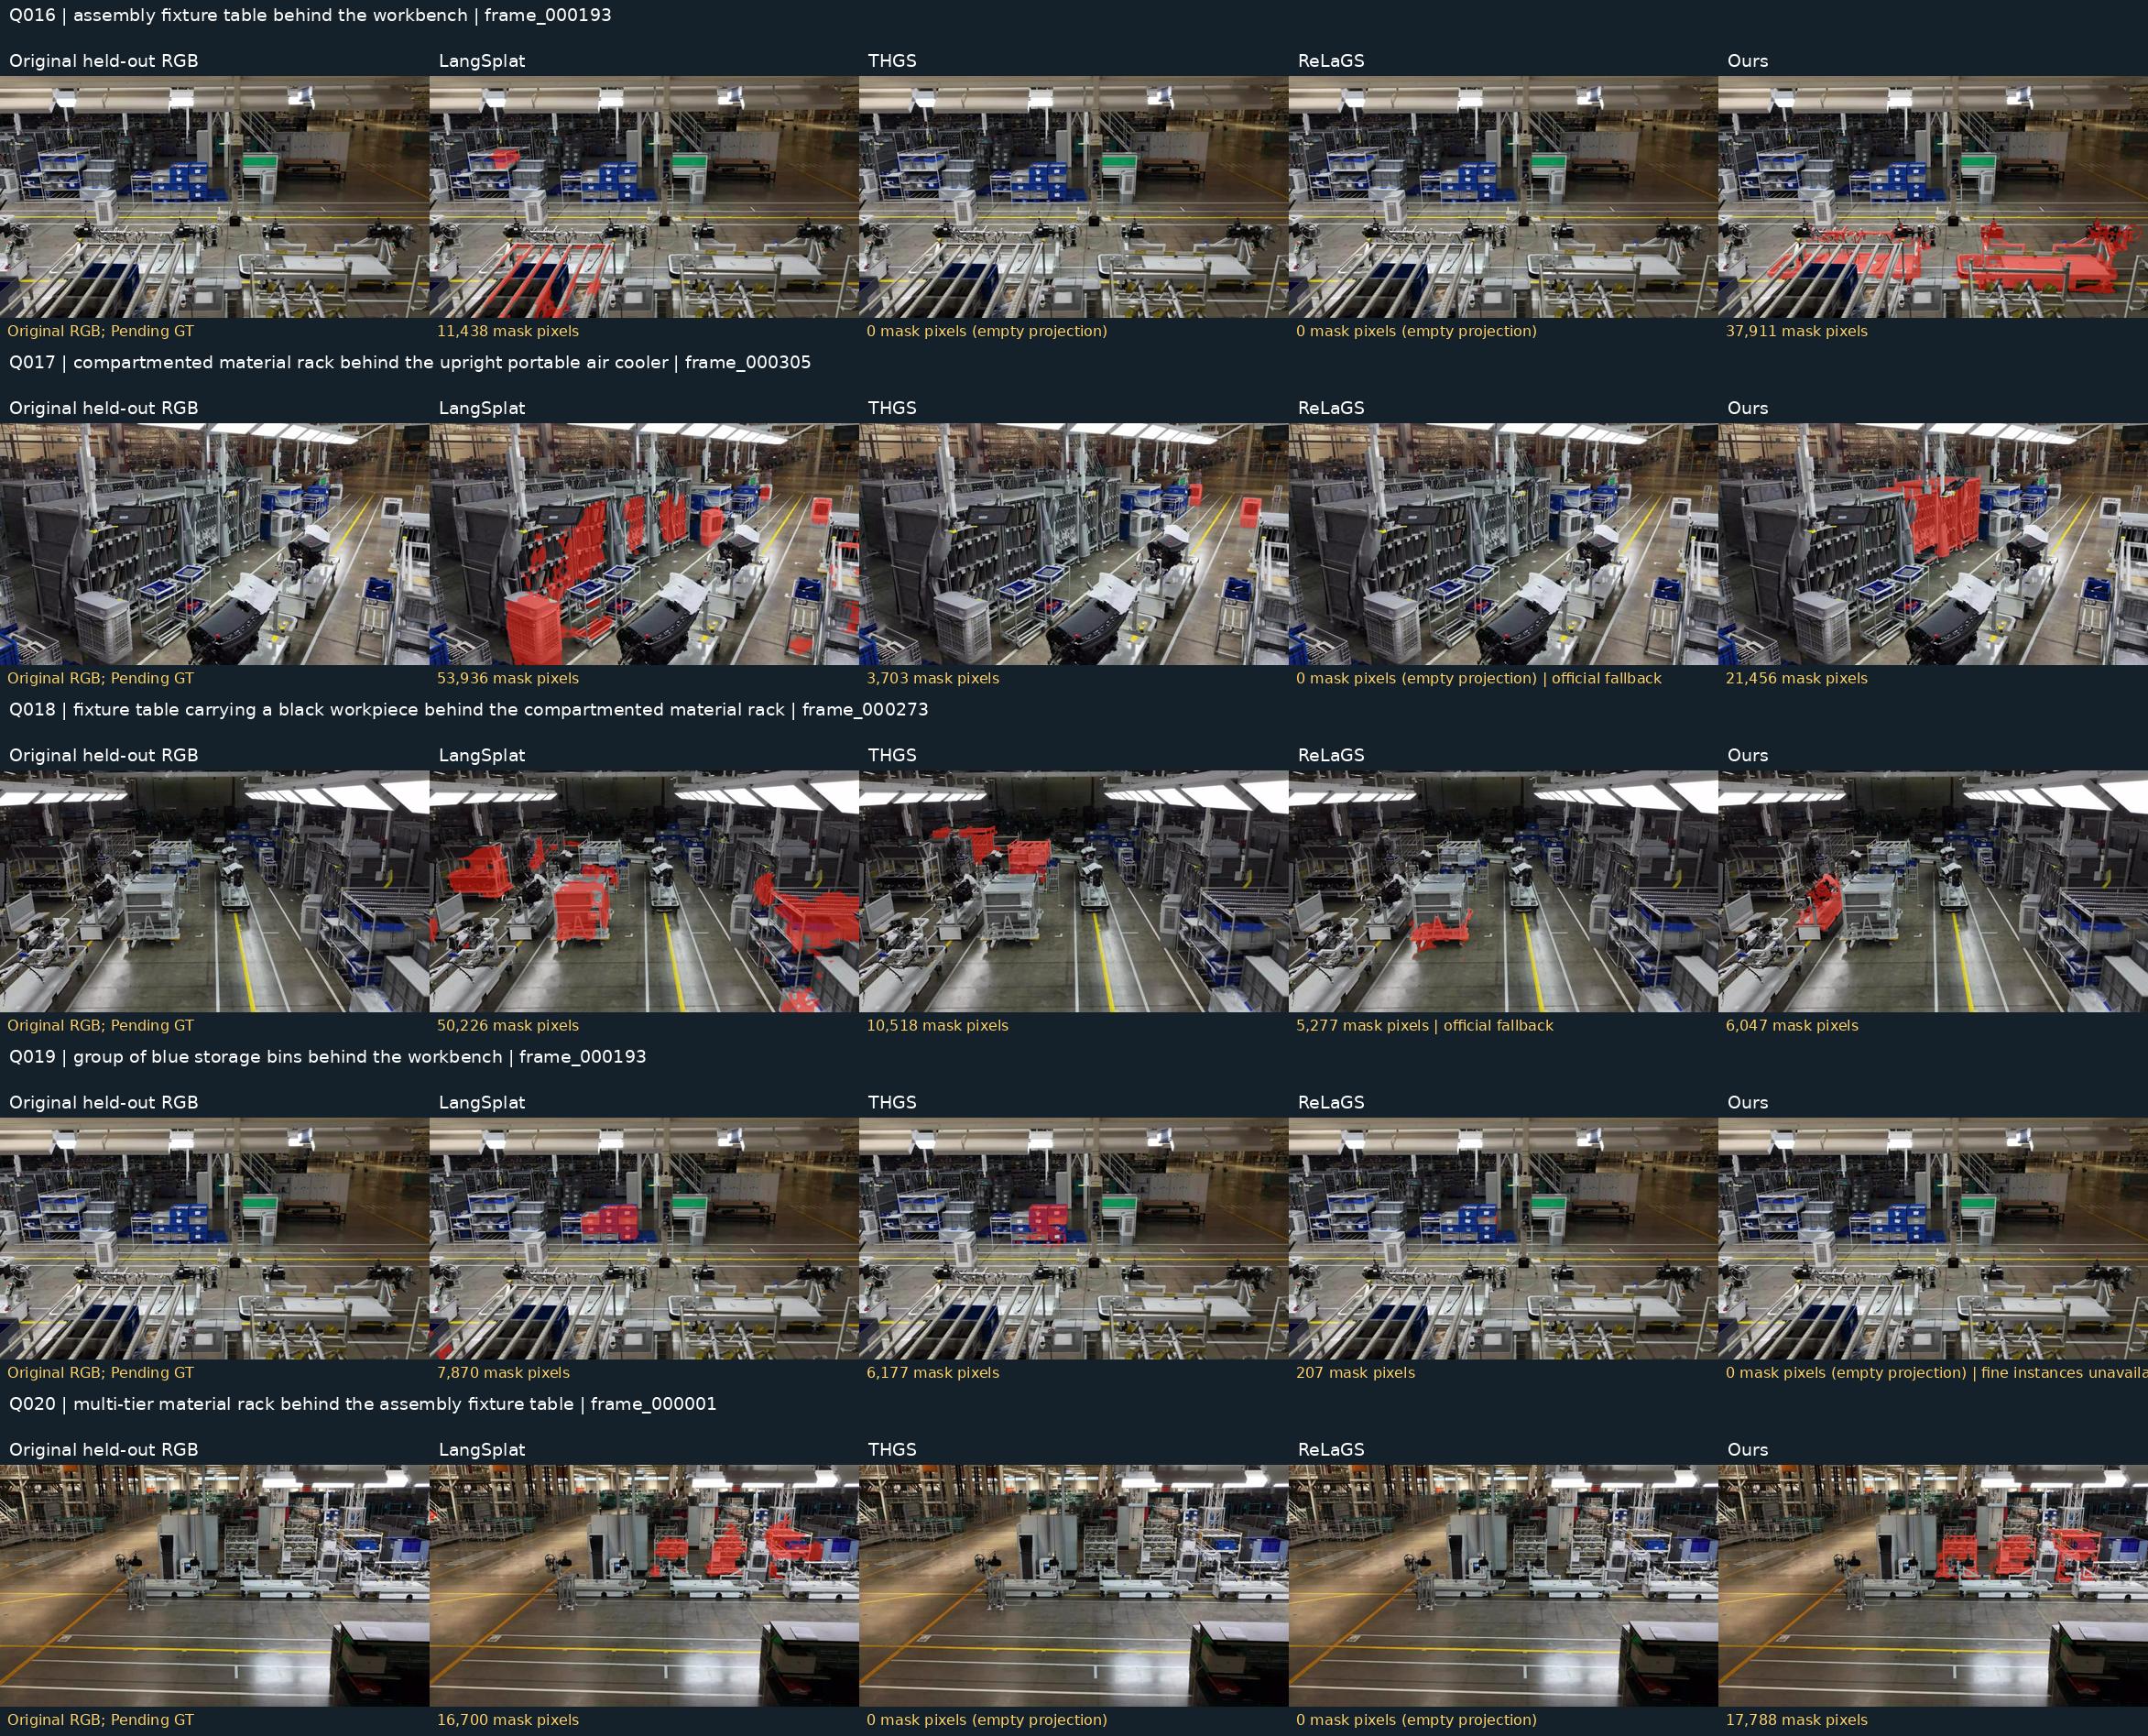 Q016 | assembly fixture table behind the workbench | frame_000193
Original held-out RGB LangSplat THGS ReLaGS Ours
Original RGB; Pending GT 11,438 mask pixels 0 mask pixels (empty projection) 0 mask pixels (empty projection) 37,911 mask pixels
Q017 | compartmented material rack behind the upright portable air cooler | frame_000305
Original held-out RGB LangSplat THGS ReLaGS Ours
Original RGB; Pending GT 53,936 mask pixels 3,703 mask pixels 0 mask pixels (empty projection) | official fallback 21,456 mask pixels
Q018 | fixture table carrying a black workpiece behind the compartmented material rack | frame_000273
Original held-out RGB LangSplat THGS ReLaGS Ours
Original RGB; Pending GT 50,226 mask pixels 10,518 mask pixels 5,277 mask pixels | official fallback 6,047 mask pixels
Q019 | group of blue storage bins behind the workbench | frame_000193
Original held-out RGB LangSplat THGS ReLaGS Ours
Original RGB; Pending GT 7,870 mask pixels 6,177 mask pixels 207 mask pixels 0 mask pixels (empty projection) | fine instances unavaila
Q020 | multi-tier material rack behind the assembly fixture table | frame_000001
Original held-out RGB LangSplat THGS ReLaGS Ours
Original RGB; Pending GT 16,700 mask pixels 0 mask pixels (empty projection) 0 mask pixels (empty projection) 17,788 mask pixels